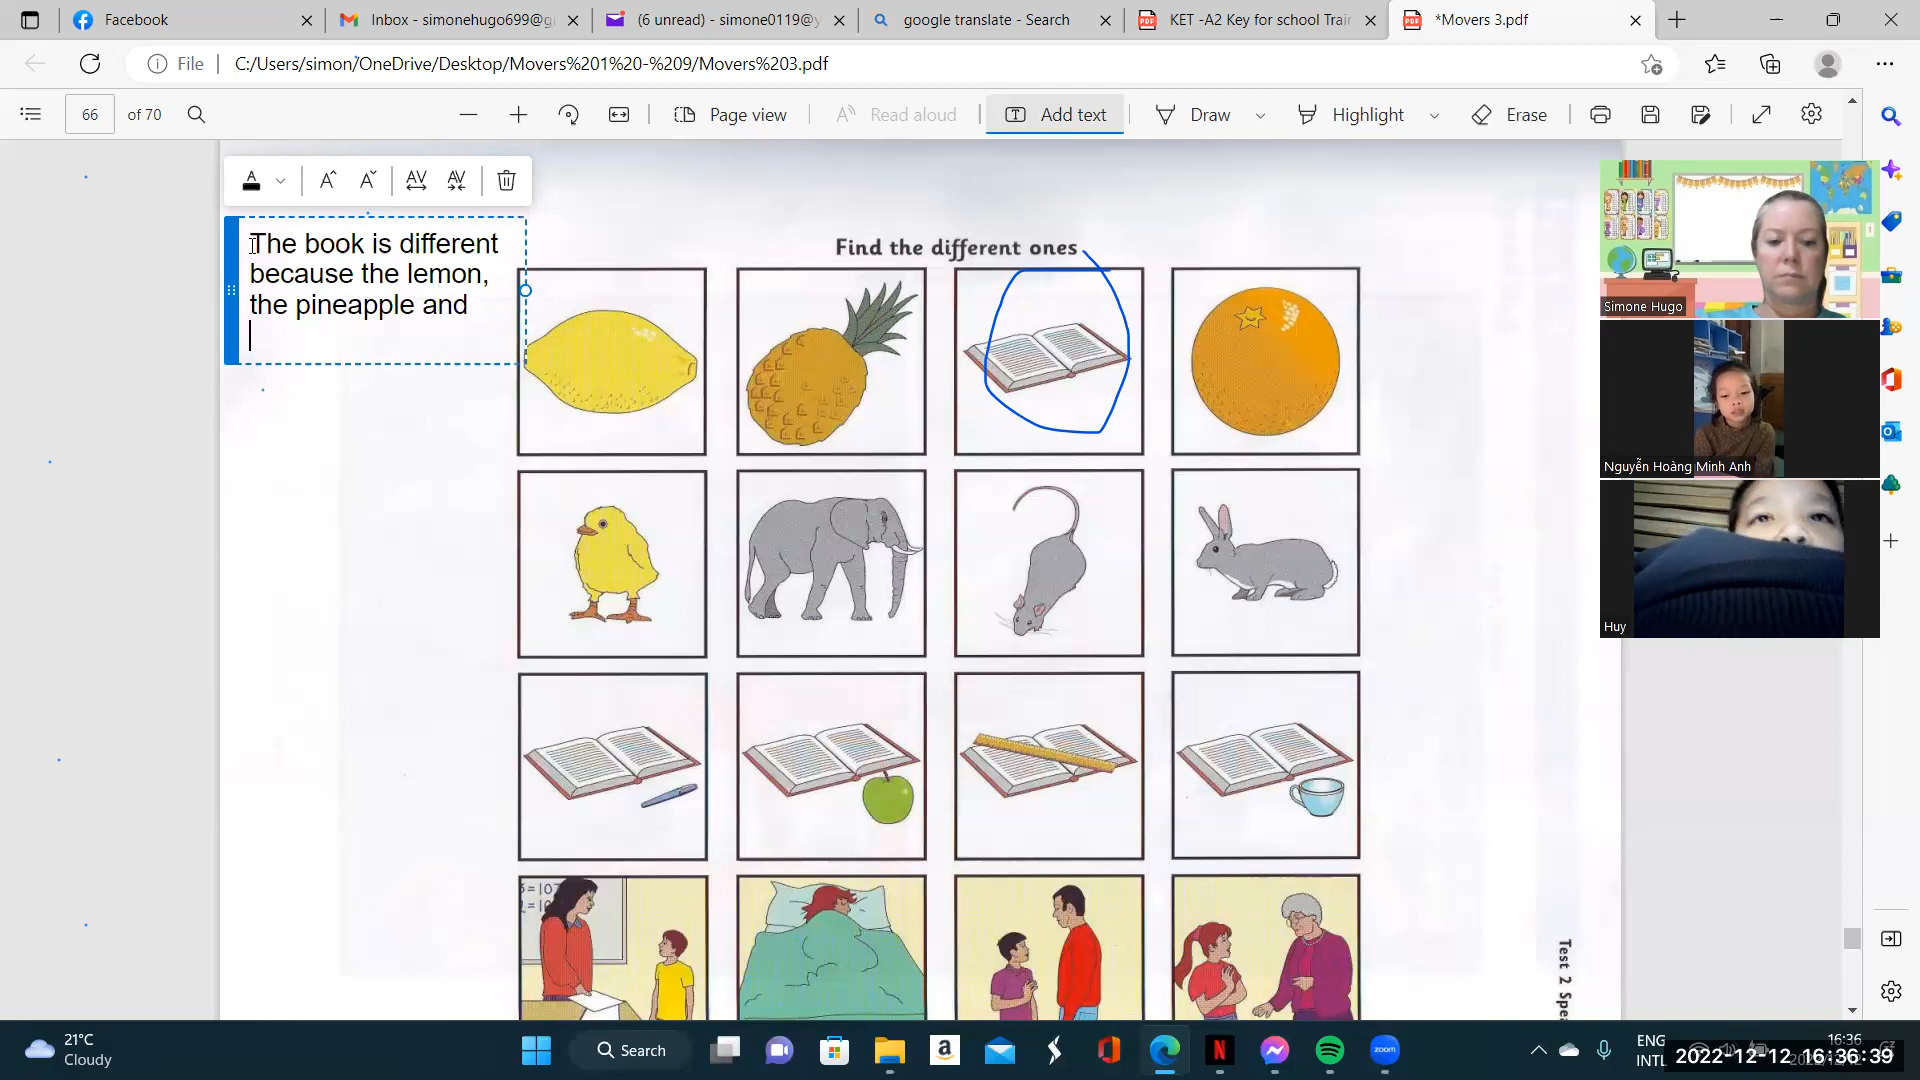 Facebook
Inbox - simonehugo699@g
(6 unread) - simone0119@y
google translate - Search
KET -A2 Key for school Trair
*Movers 3.pdf
File
C:/Users/simon/OneDrive/Desktop/Movers%201%20-%209/Movers%203.pdf
66
of 70
Page view
Read aloud
Add text
Draw
Highlight
Erase
The book is different
because the lemon,
the pineapple and
Find the different ones
Simone Hugo
Nguyễn Hoàng Minh Anh
Huy
Test 2 Spea
21°C
Cloudy
Search
zoom
ENG
INTL
16:36
2022-12-12 16:36:39